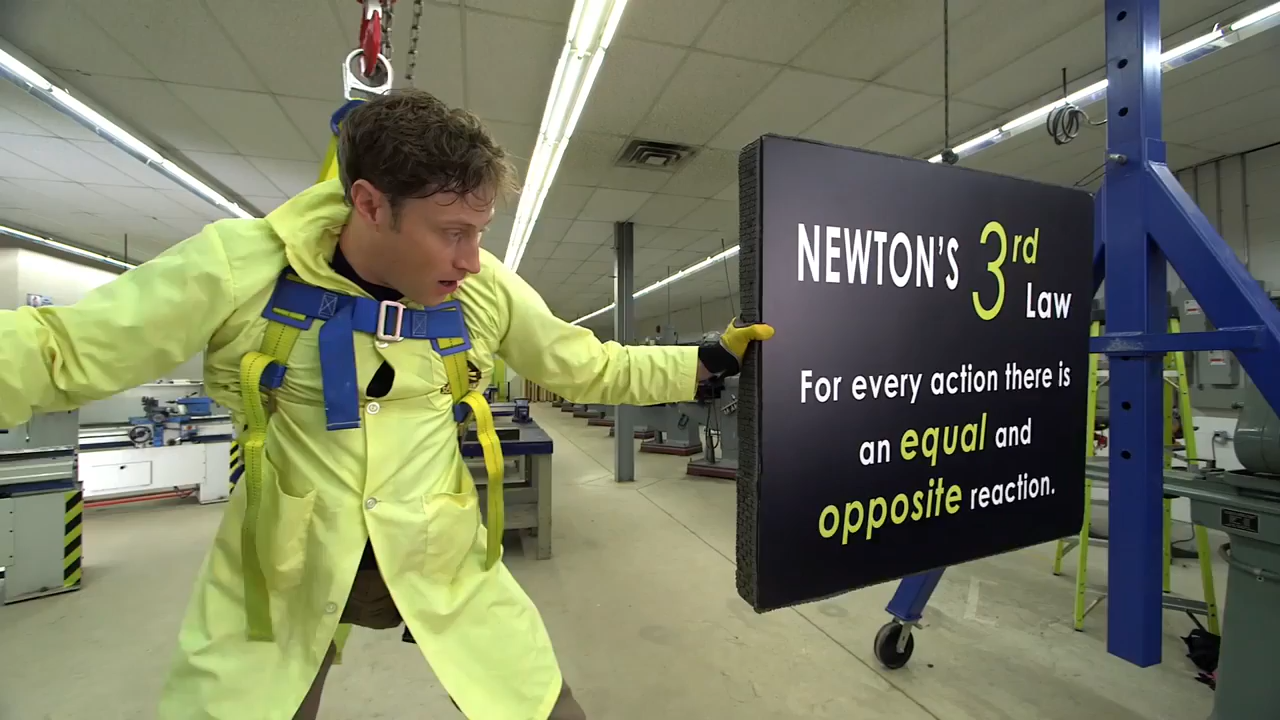 NEWTON'S 3rd
Law
For every action there is
an equal and
opposite reaction.